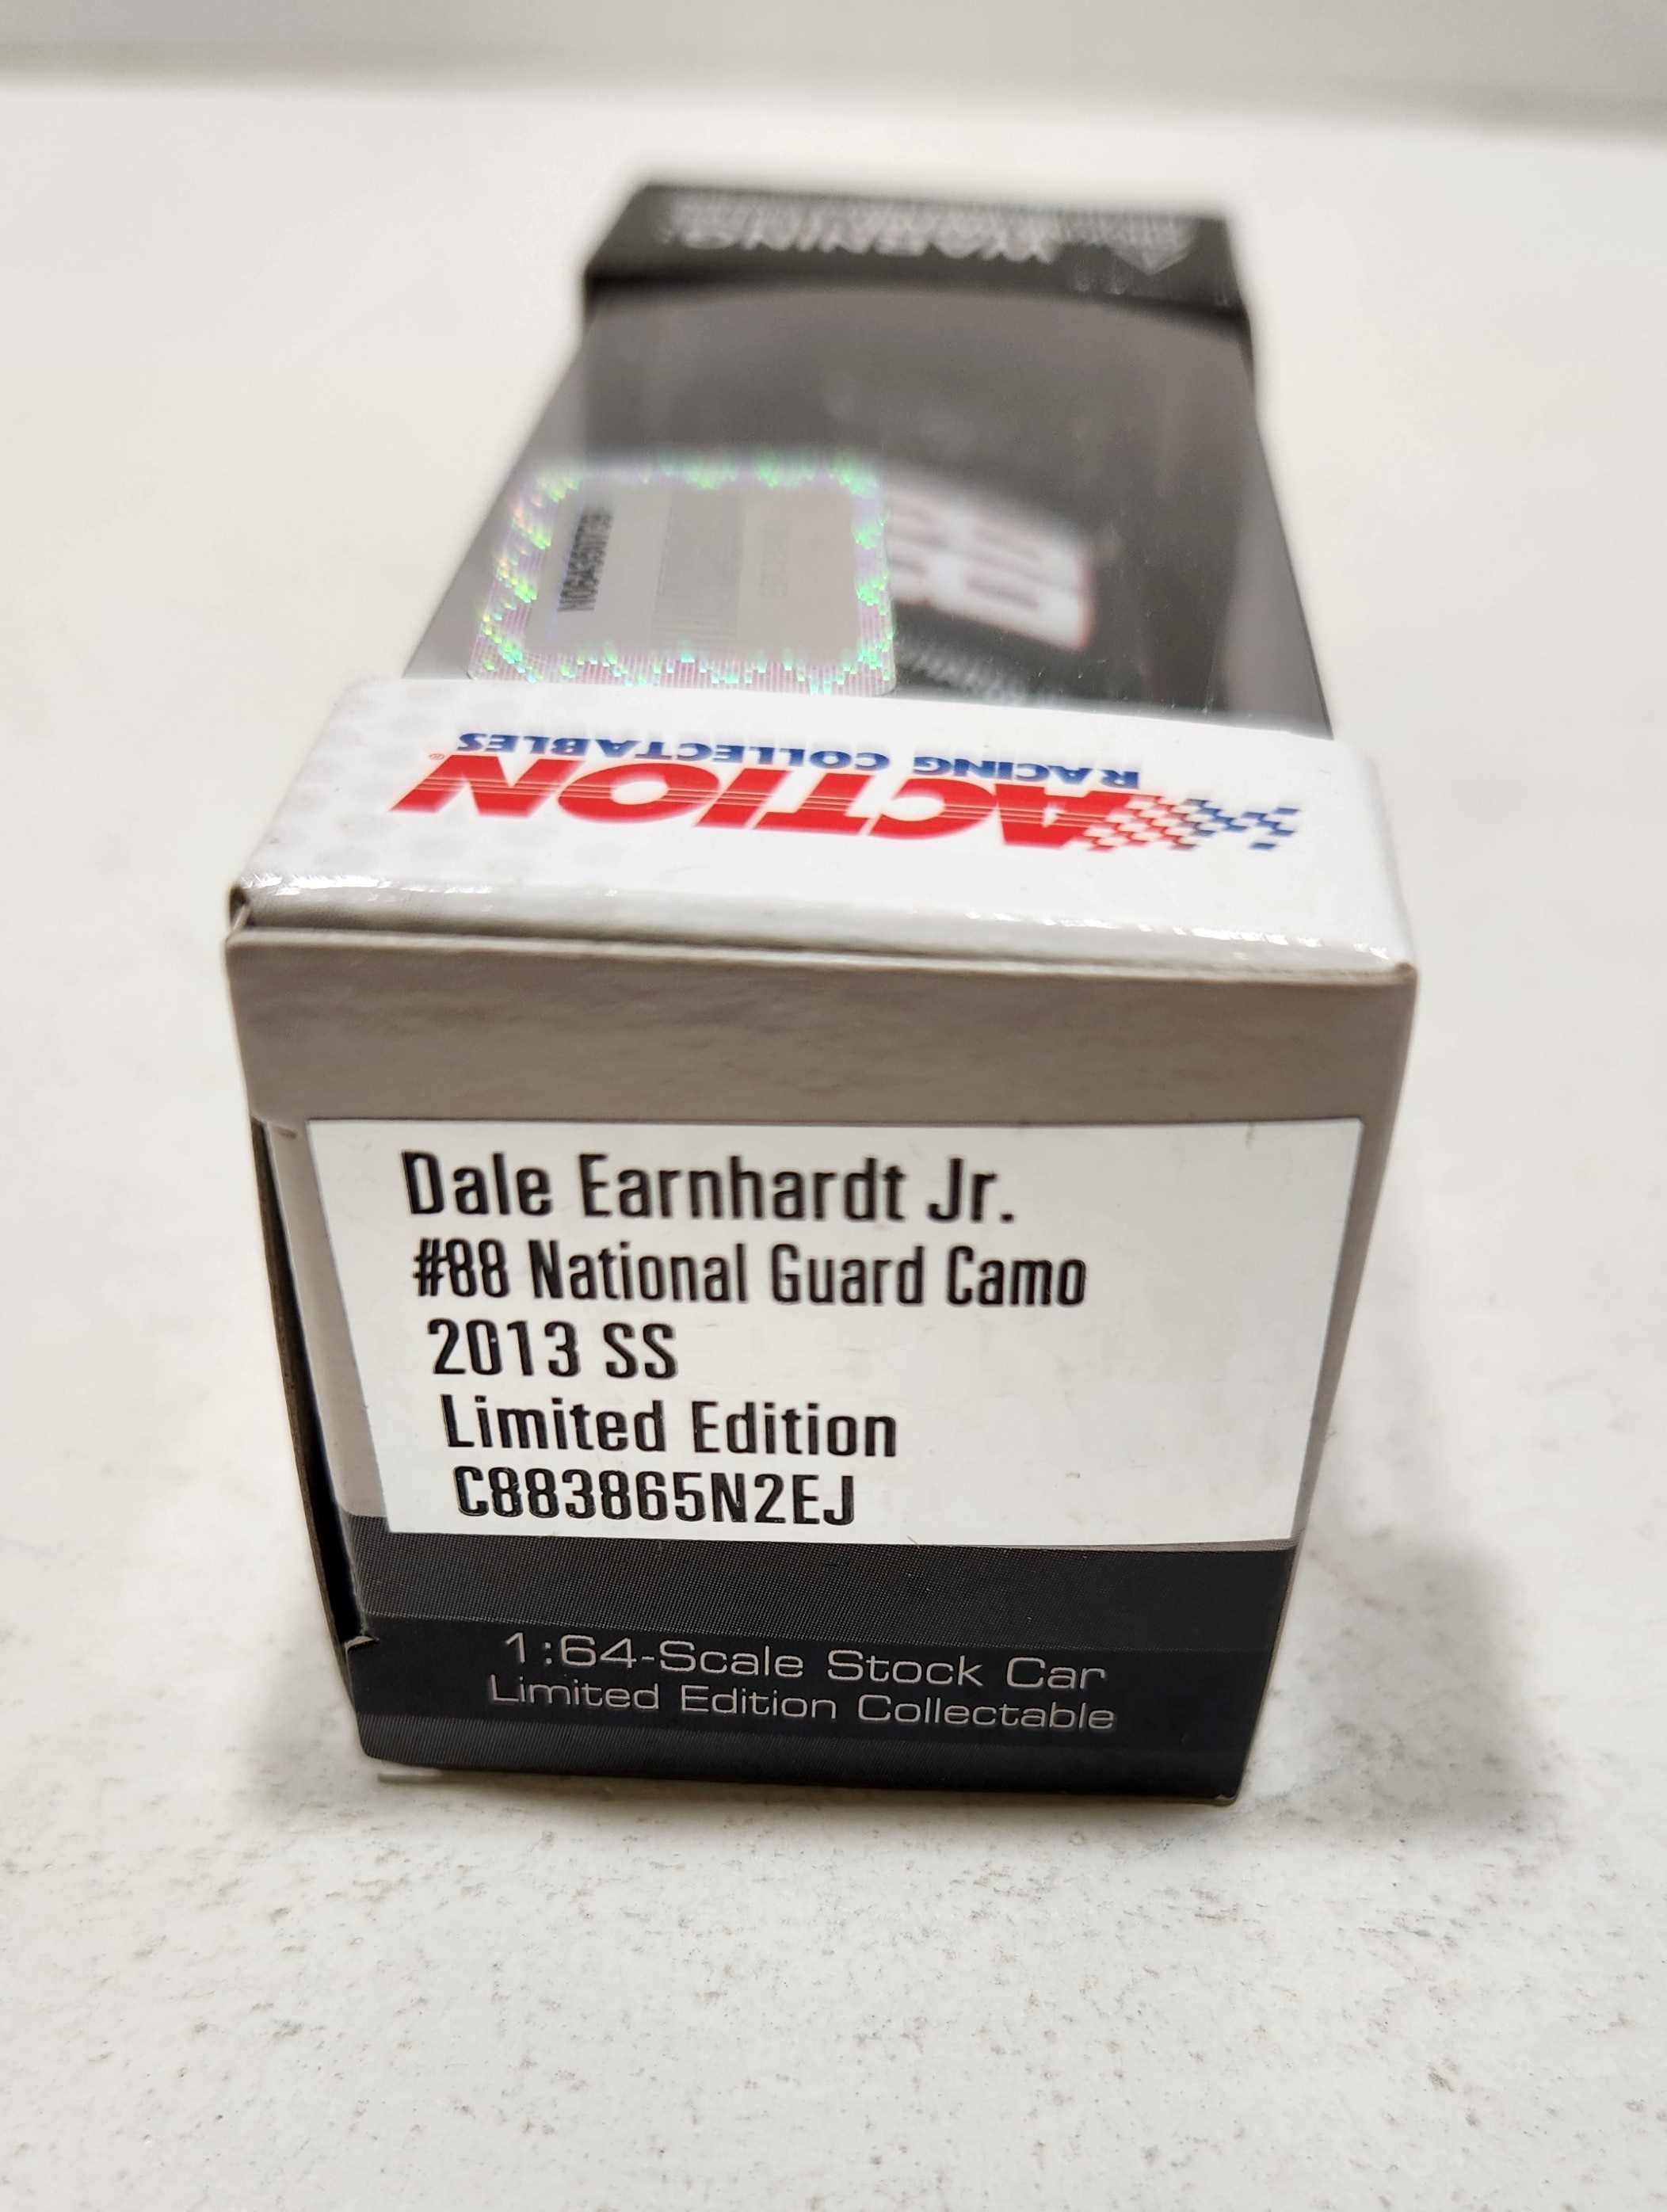 WARNING:
ACTION®
RACING COLLECTABLES
Dale Earnhardt Jr.
#88 National Guard Camo
2013 SS
Limited Edition
C883865N2EJ
1:64-Scale Stock Car
Limited Edition Collectable